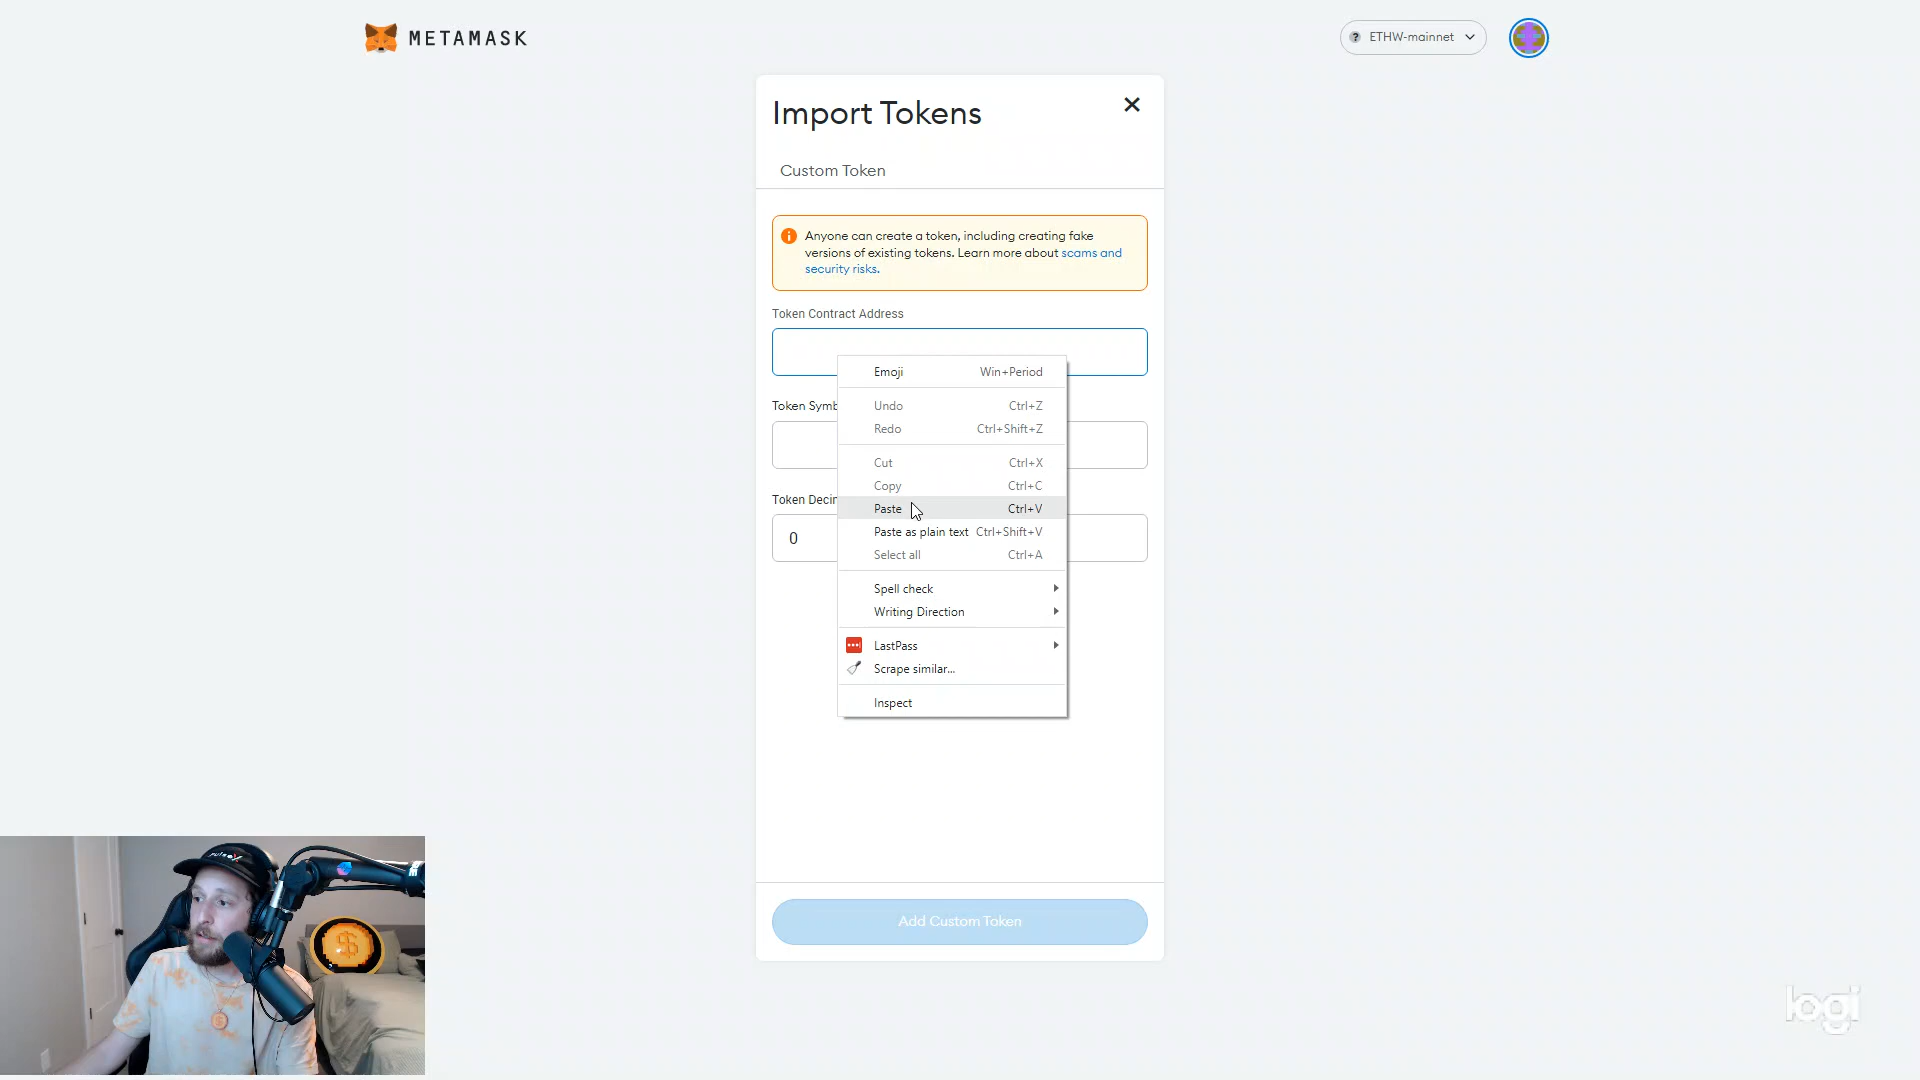 METAMASK
ETHW-mainnet
Import Tokens
Custom Token
Anyone can create a token, including creating fake
versions of existing tokens. Learn more about scams and
security risks.
Token Contract Address
Emoji Win+Period
Token Symb
Undo Ctrl+Z
Redo Ctrl+Shift+Z
Cut Ctrl+X
Copy Ctrl+C
Token Decim
Paste Ctrl+V
0
Paste as plain text Ctrl+Shift+V
Select all Ctrl+A
Spell check
Writing Direction
LastPass
Scrape similar...
Inspect
Add Custom Token
logi